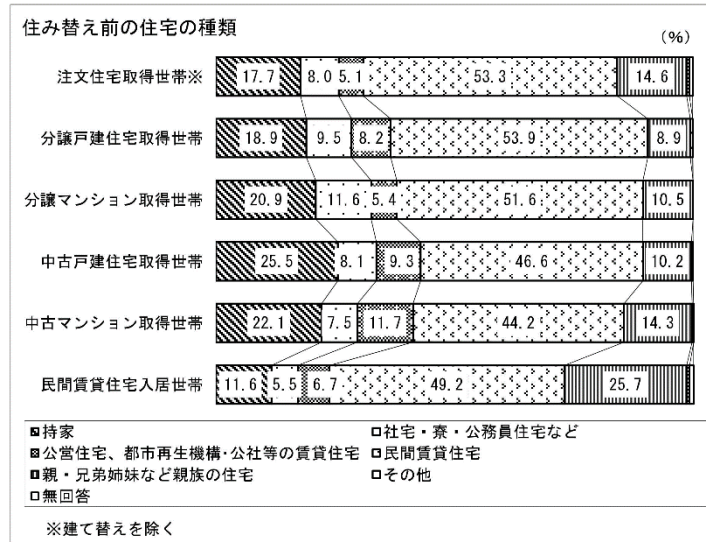 住み替え前の住宅の種類
(%)
注文住宅取得世帯※ 17.7 8.0 5.1 53.3 14.6
分譲戸建住宅取得世帯 18.9 9.5 8.2 53.9 8.9
分譲マンション取得世帯 20.9 11.6 5.4 51.6 10.5
中古戸建住宅取得世帯 25.5 8.1 9.3 46.6 10.2
中古マンション取得世帯 22.1 7.5 11.7 44.2 14.3
民間賃貸住宅入居世帯 11.6 5.5 6.7 49.2 25.7
持家 社宅・寮・公務員住宅など
公営住宅、都市再生機構・公社等の賃貸住宅 民間賃貸住宅
親・兄弟姉妹など親族の住宅 その他
無回答
※建て替えを除く